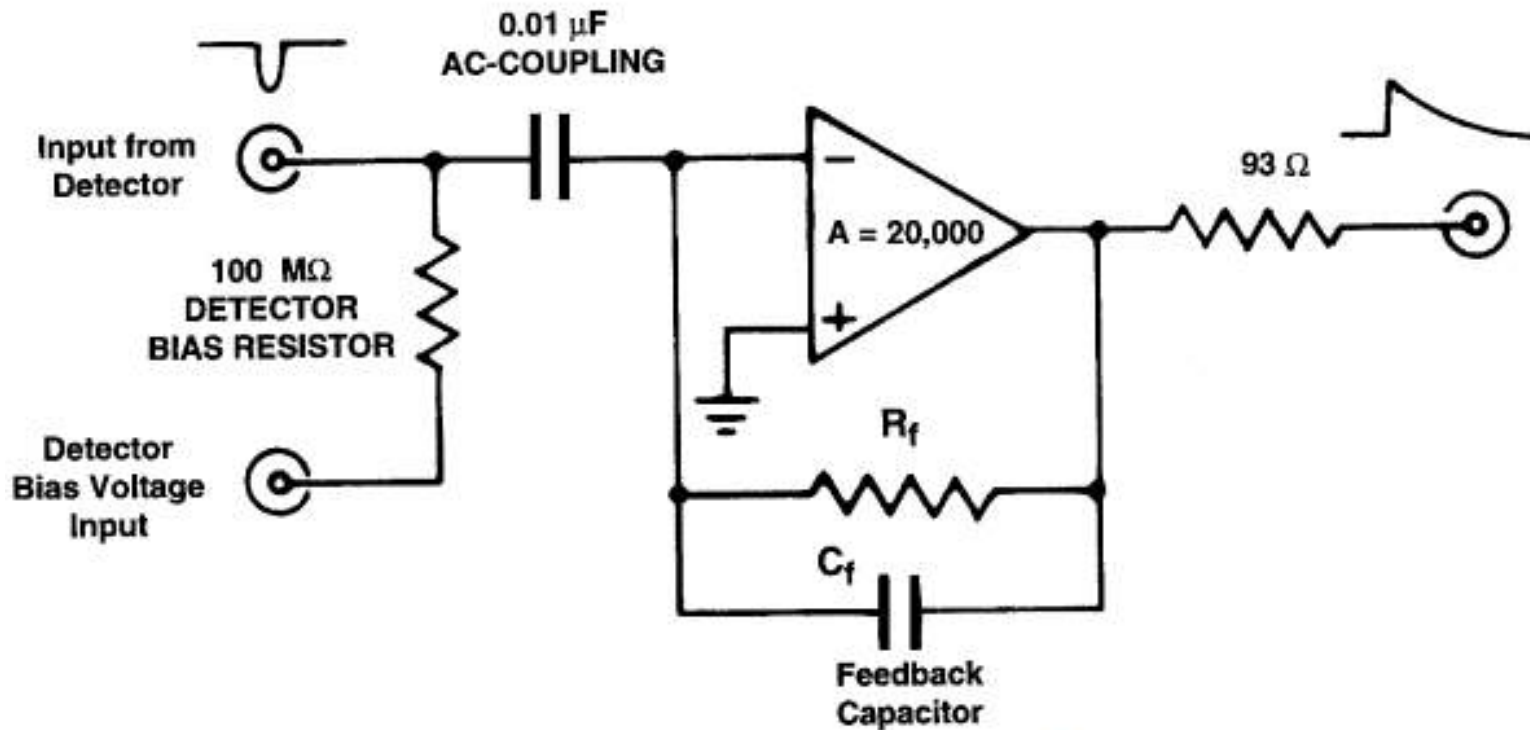 0.01 μF
AC-COUPLING
Input from
Detector
93 Ω
−
A = 20,000
+
100 MΩ
DETECTOR
BIAS RESISTOR
Rf
Detector
Bias Voltage
Input
Cf
Feedback
Capacitor